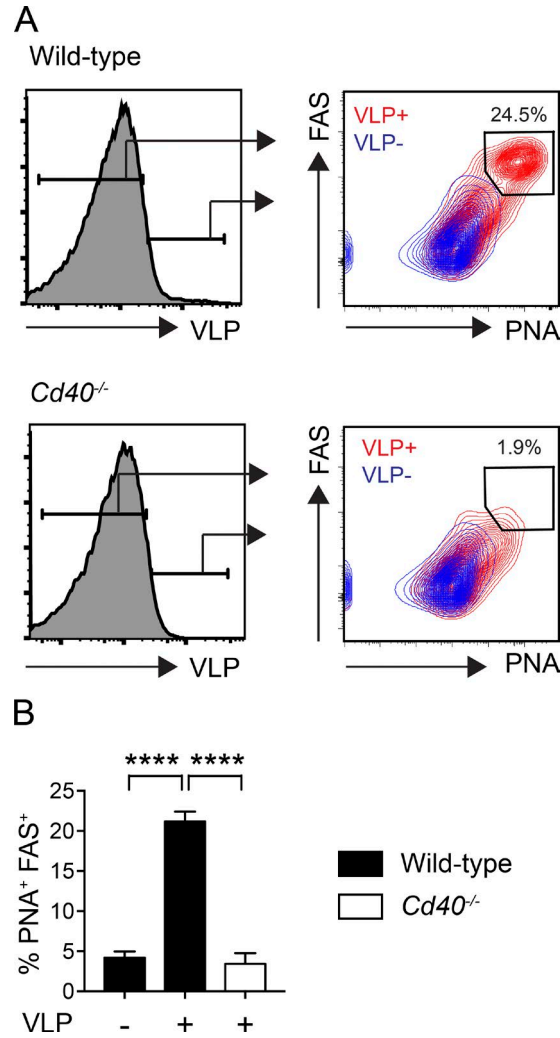 A
Wild-type
VLP
VLP+
VLP-
24.5%
FAS
PNA
Cd40-/-
VLP
VLP+
VLP-
1.9%
FAS
PNA
B
**** ****
25
20
15
10
5
0
% PNA+ FAS+
VLP - + +
Wild-type
Cd40-/-